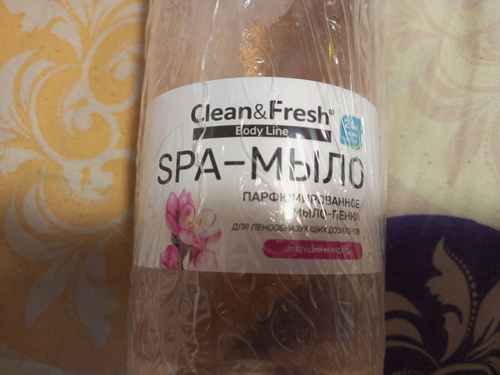 Clean&Fresh®
Body Line
SPA-МЫЛО
ПАРФЮМИРОВАННОЕ
МЫЛО-ПЕНКА
ДЛЯ ПЕНООБРАЗУЮЩИХ ДОЗАТОРОВ